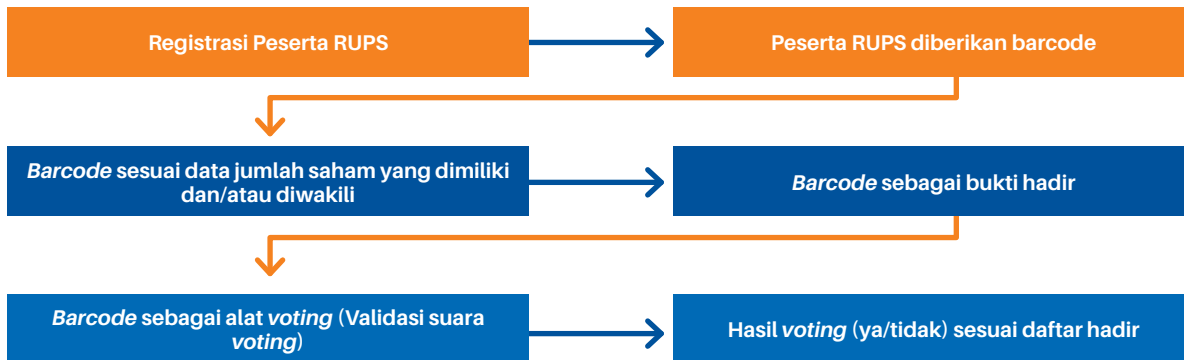 Registrasi Peserta RUPS
Peserta RUPS diberikan barcode
Barcode sesuai data jumlah saham yang dimiliki
dan/atau diwakili
Barcode sebagai bukti hadir
Barcode sebagai alat voting (Validasi suara
voting)
Hasil voting (ya/tidak) sesuai daftar hadir